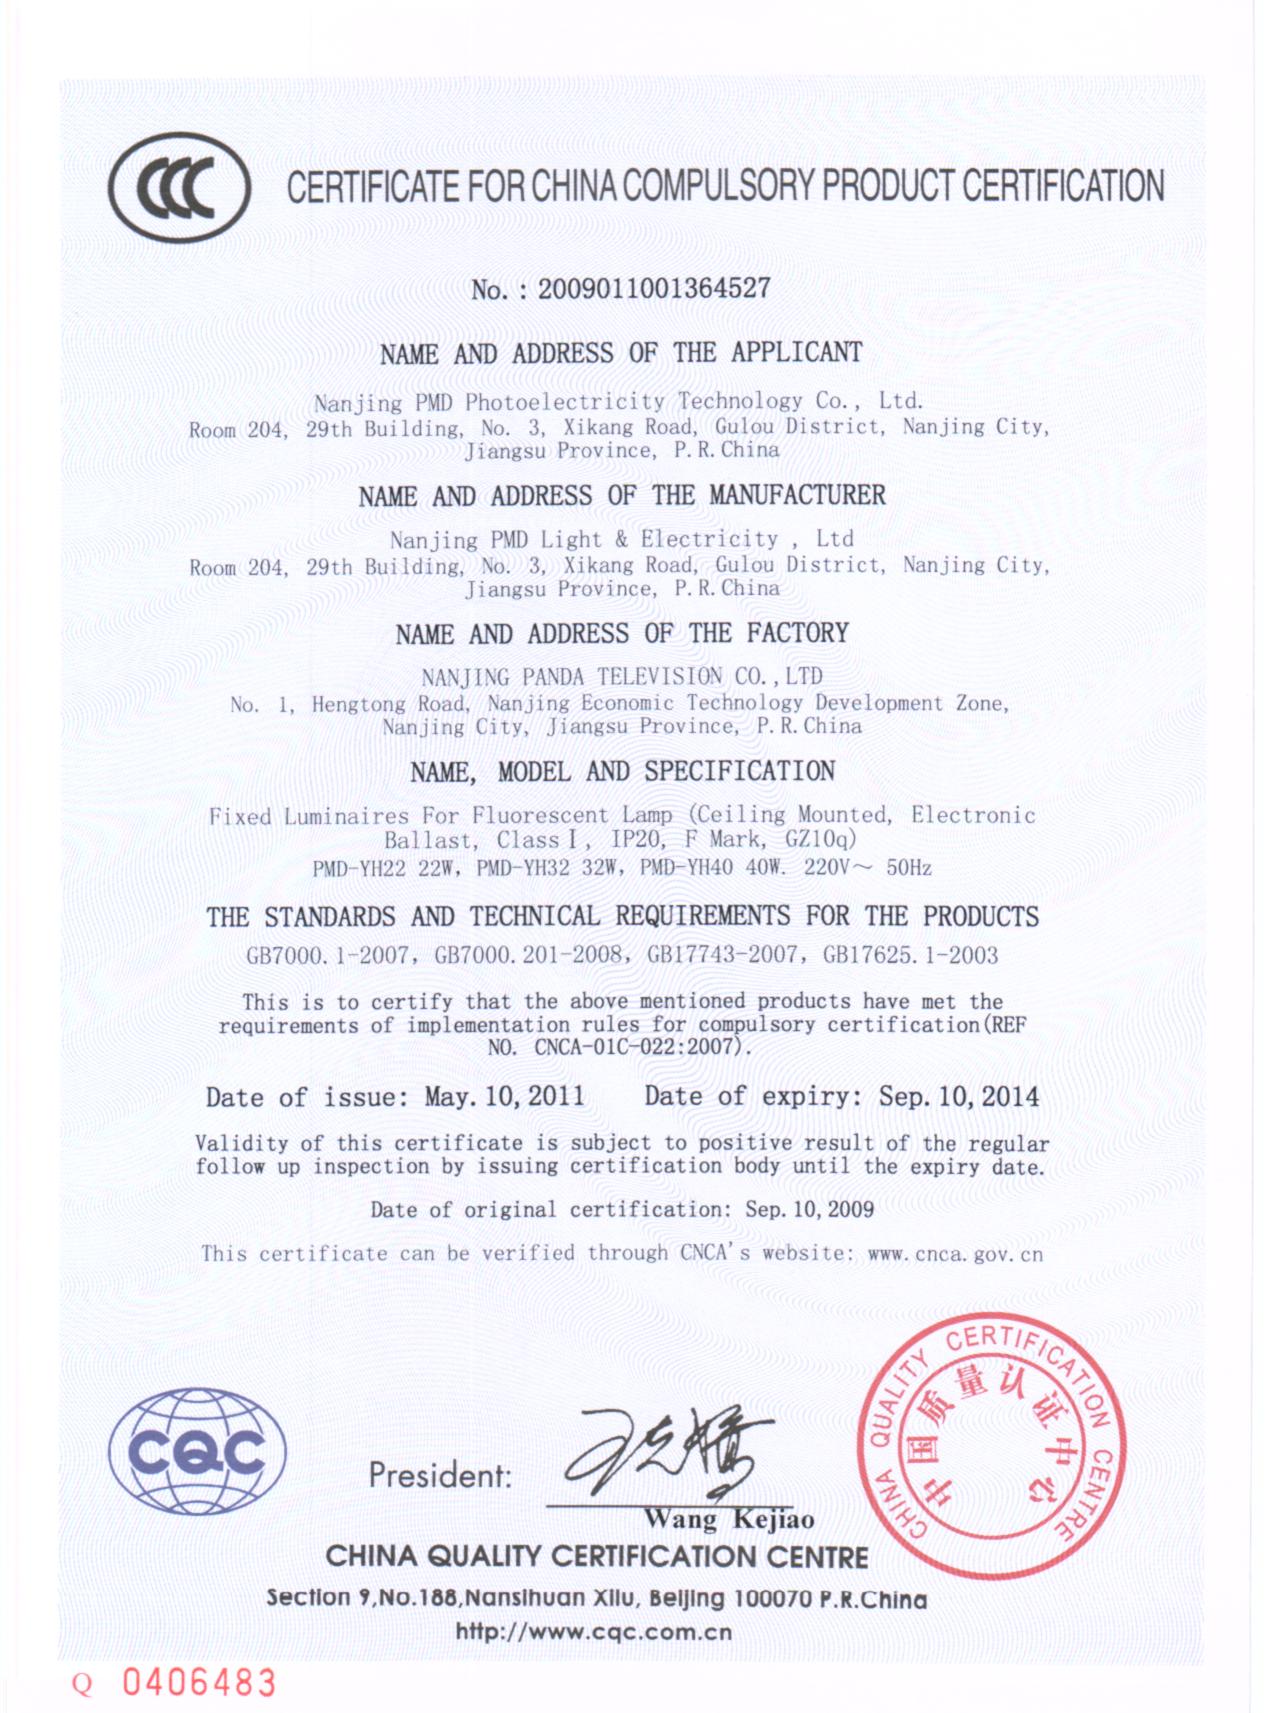 CCC
CERTIFICATE FOR CHINA COMPULSORY PRODUCT CERTIFICATION
No. : 2009011001364527
NAME AND ADDRESS OF THE APPLICANT
Nanjing PMD Photoelectricity Technology Co., Ltd.
Room 204, 29th Building, No. 3, Xikang Road, Gulou District, Nanjing City,
Jiangsu Province, P.R.China
NAME AND ADDRESS OF THE MANUFACTURER
Nanjing PMD Light & Electricity , Ltd
Room 204, 29th Building, No. 3, Xikang Road, Gulou District, Nanjing City,
Jiangsu Province, P.R.China
NAME AND ADDRESS OF THE FACTORY
NANJING PANDA TELEVISION CO.,LTD
No. 1, Hengtong Road, Nanjing Economic Technology Development Zone,
Nanjing City, Jiangsu Province, P.R.China
NAME, MODEL AND SPECIFICATION
Fixed Luminaires For Fluorescent Lamp (Ceiling Mounted, Electronic
Ballast, ClassⅠ, IP20, F Mark, GZ10q)
PMD-YH22 22W, PMD-YH32 32W, PMD-YH40 40W. 220V～ 50Hz
THE STANDARDS AND TECHNICAL REQUIREMENTS FOR THE PRODUCTS
GB7000.1-2007, GB7000.201-2008, GB17743-2007, GB17625.1-2003
This is to certify that the above mentioned products have met the
requirements of implementation rules for compulsory certification(REF
NO. CNCA-01C-022:2007).
Date of issue: May.10,2011 Date of expiry: Sep.10,2014
Validity of this certificate is subject to positive result of the regular
follow up inspection by issuing certification body until the expiry date.
Date of original certification: Sep.10,2009
This certificate can be verified through CNCA's website: www.cnca.gov.cn
CHINA QUALITY CERTIFICATION CENTRE
中国质量认证中心
CQC
President: 王克娇
Wang Kejiao
CHINA QUALITY CERTIFICATION CENTRE
Section 9,No.188,Nansihuan Xilu, Beijing 100070 P.R.China
http://www.cqc.com.cn
Q 0406483